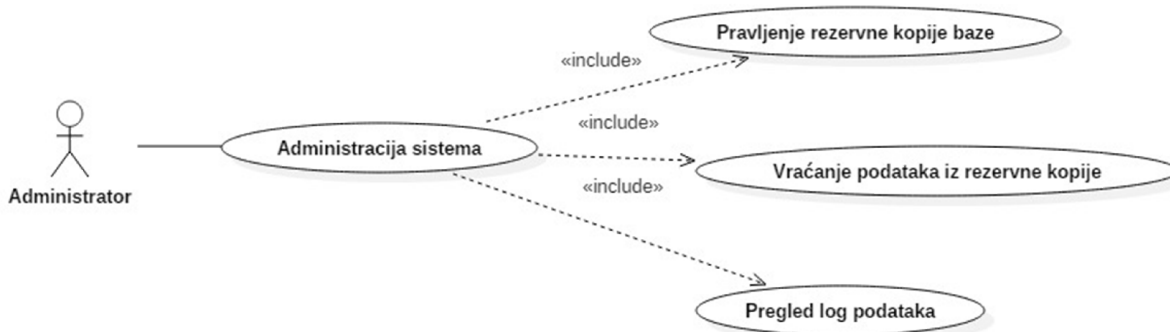 Pravljenje rezervne kopije baze
«include»
«include»
Administracija sistema
Vraćanje podataka iz rezervne kopije
«include»
Administrator
Pregled log podataka